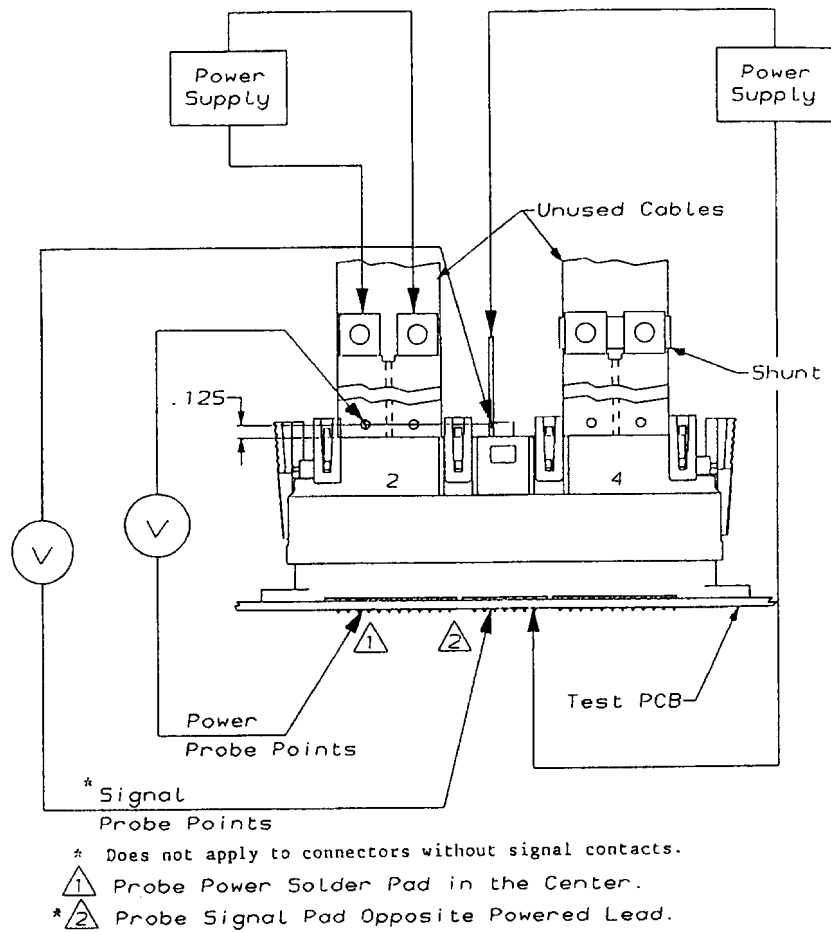 Power
Supply
Power
Supply
Unused Cables
Shunt
.125
2
4
V
V
1
2
Test PCB
Power
Probe Points
* Signal
Probe Points
* Does not apply to connectors without signal contacts.
1 Probe Power Solder Pad in the Center.
* 2 Probe Signal Pad Opposite Powered Lead.